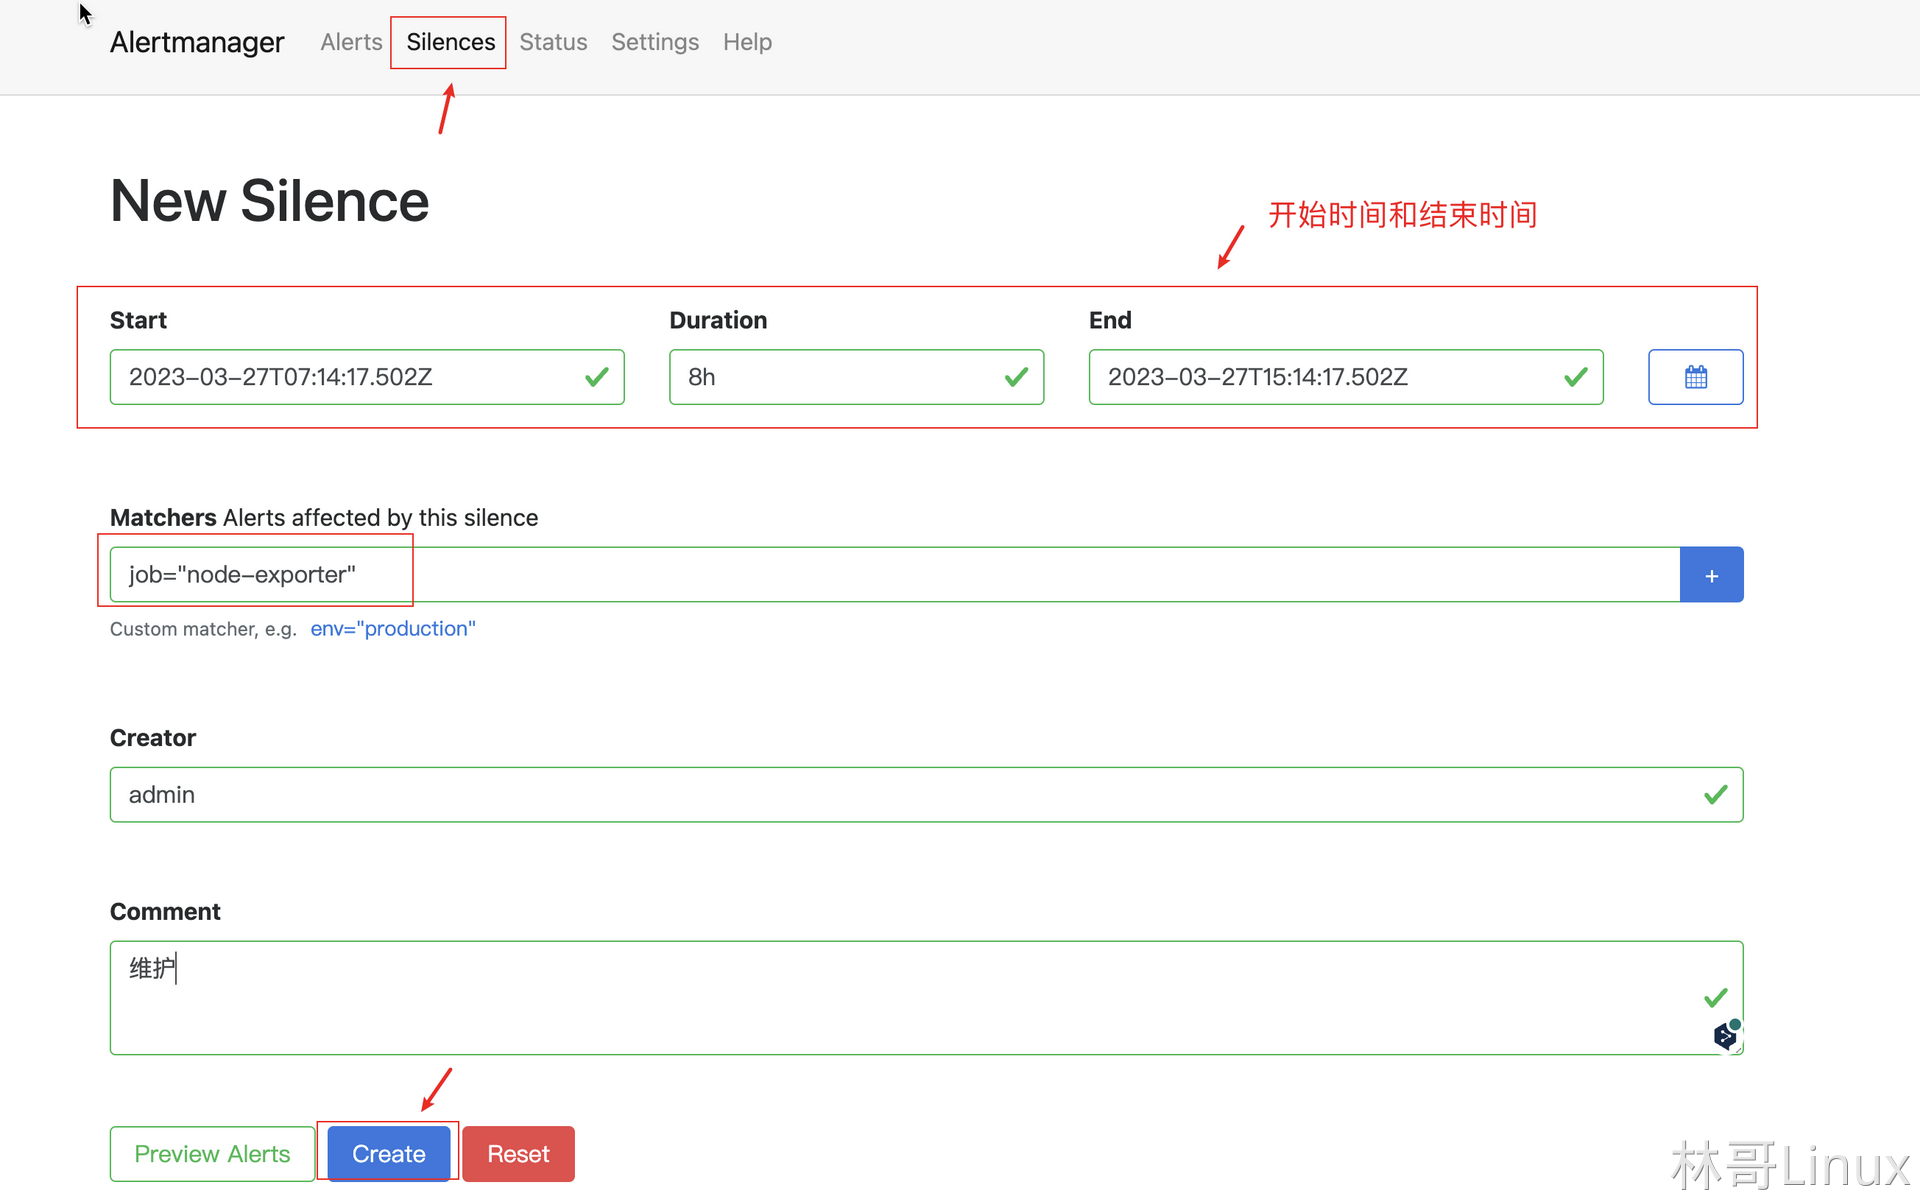 Alertmanager Alerts Silences Status Settings Help
New Silence
开始时间和结束时间
Start Duration End
2023-03-27T07:14:17.502Z 8h 2023-03-27T15:14:17.502Z
Matchers Alerts affected by this silence
job="node-exporter" +
Custom matcher, e.g. env="production"
Creator
admin
Comment
维护
Preview Alerts Create Reset
林哥Linux